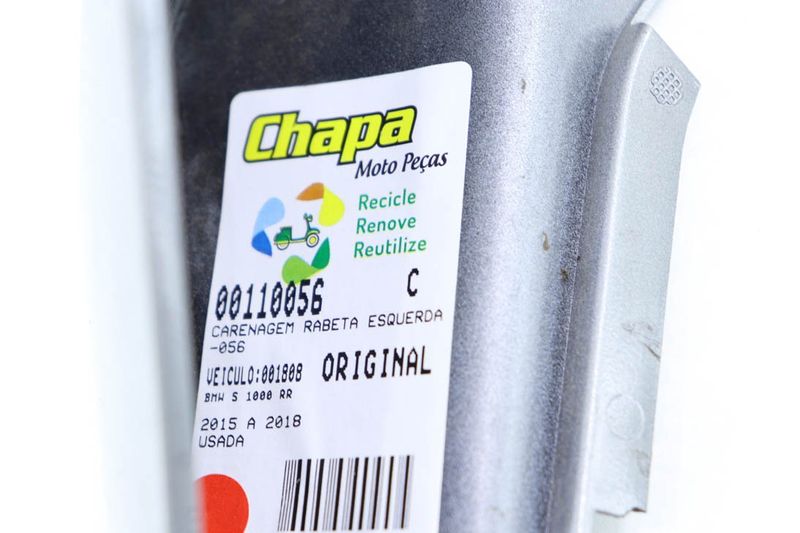 Chapa
Moto Peças
Recicle
Renove
Reutilize
00110056 C
CARENAGEM RABETA ESQUERDA
-056
VEICULO:001808 ORIGINAL
BMW S 1000 RR
2015 A 2018
USADA